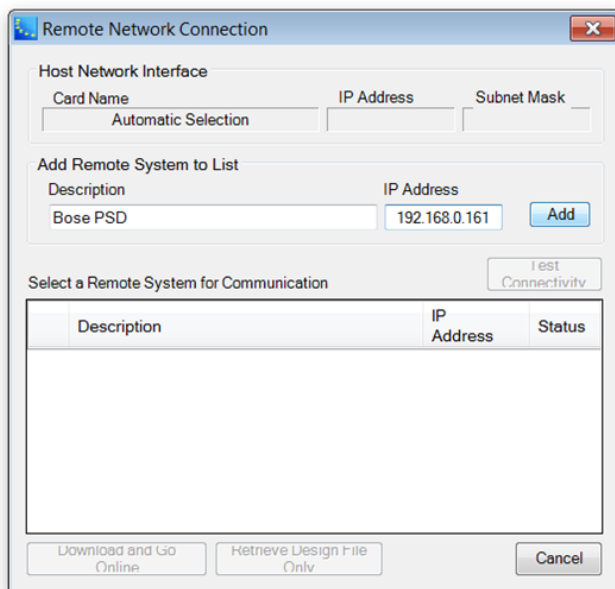 Remote Network Connection
Host Network Interface
Card Name IP Address Subnet Mask
Automatic Selection
Add Remote System to List
Description IP Address
Bose PSD 192.168.0.161 Add
Select a Remote System for Communication
Test
Connectivity
Description IP
Address Status
Download and Go
Online
Retrieve Design File
Only
Cancel